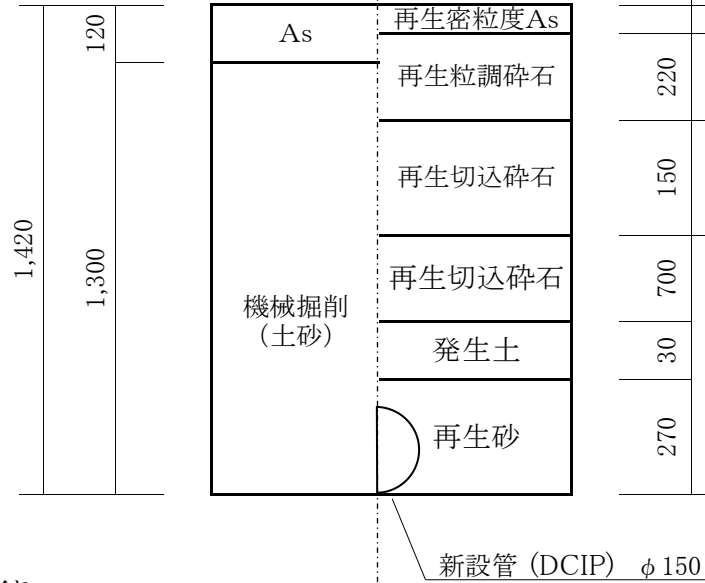 120
As
再生密粒度As
再生粒調砕石
220
再生切込砕石
150
1,420
1,300
機械掘削
（土砂）
再生切込砕石
700
発生土
30
再生砂
270
新設管 (DCIP) φ150